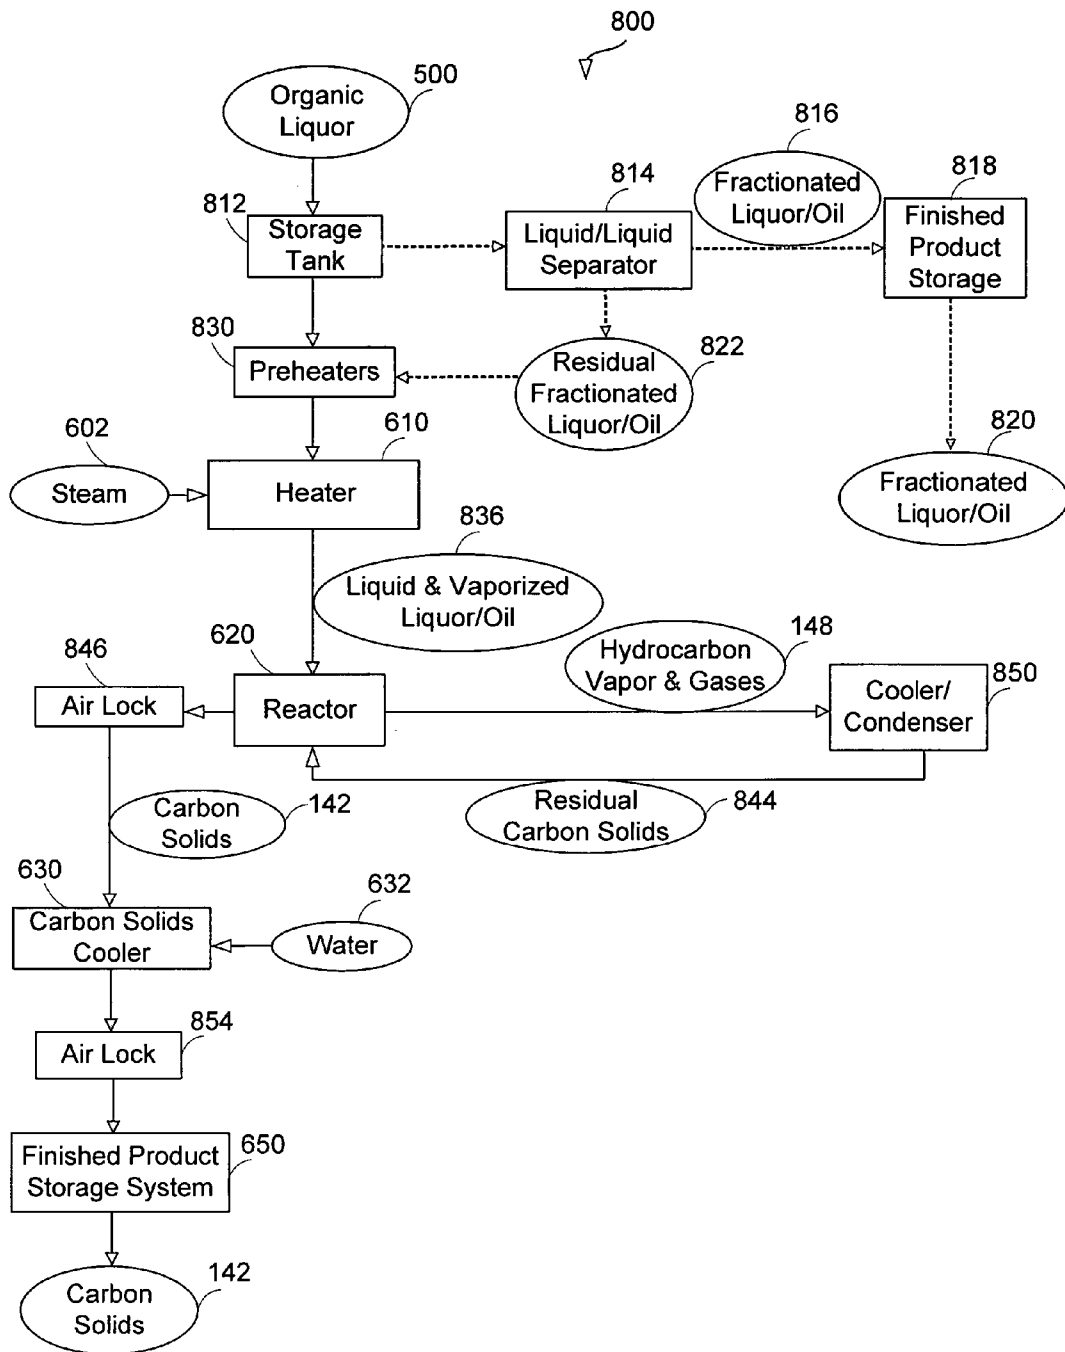 800
500
Organic
Liquor
816
Fractionated
Liquor/Oil
814
818
812
Storage
Tank
Liquid/Liquid
Separator
Finished
Product
Storage
830
Preheaters
Residual
Fractionated
Liquor/Oil
822
602
Steam
610
Heater
820
Fractionated
Liquor/Oil
836
Liquid & Vaporized
Liquor/Oil
620
846
Air Lock
Reactor
Hydrocarbon
Vapor & Gases
148
Cooler/
Condenser
850
Carbon
Solids
142
Residual
Carbon Solids
844
630
Carbon Solids
Cooler
632
Water
854
Air Lock
Finished Product
Storage System
650
142
Carbon
Solids